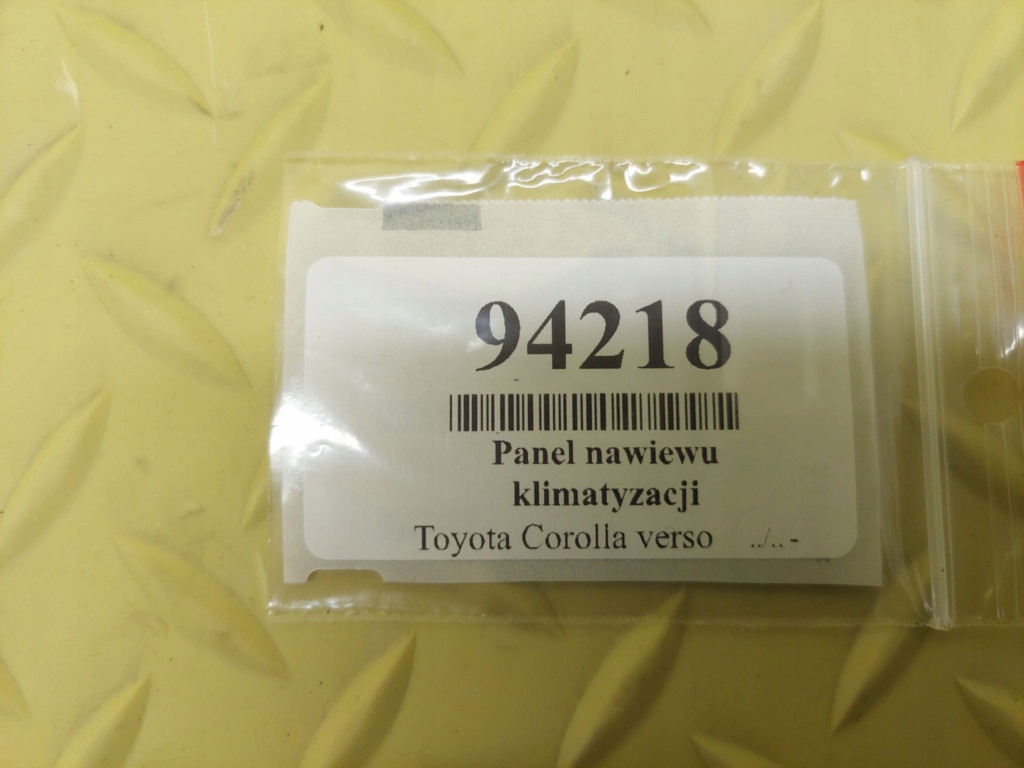 94218
Panel nawiewu
klimatyzacji
Toyota Corolla verso ../.. -